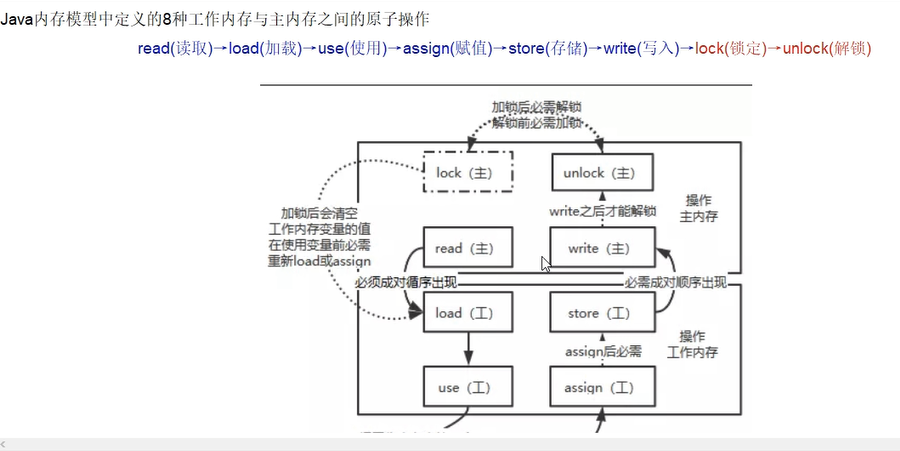 Java内存模型中定义的8种工作内存与主内存之间的原子操作
read(读取)→load(加载)→use(使用)→assign(赋值)→store(存储)→write(写入)→lock(锁定)→unlock(解锁)
加锁后必需解锁
解锁前必需加锁
lock（主）
unlock（主）
操作
主内存
加锁后会清空
工作内存变量的值
在使用变量前必需
重新load或assign
write之后才能解锁
read（主）
write（主）
必须成对循序出现
必需成对顺序出现
load（工）
store（工）
操作
工作内存
assign后必需
use（工）
assign（工）